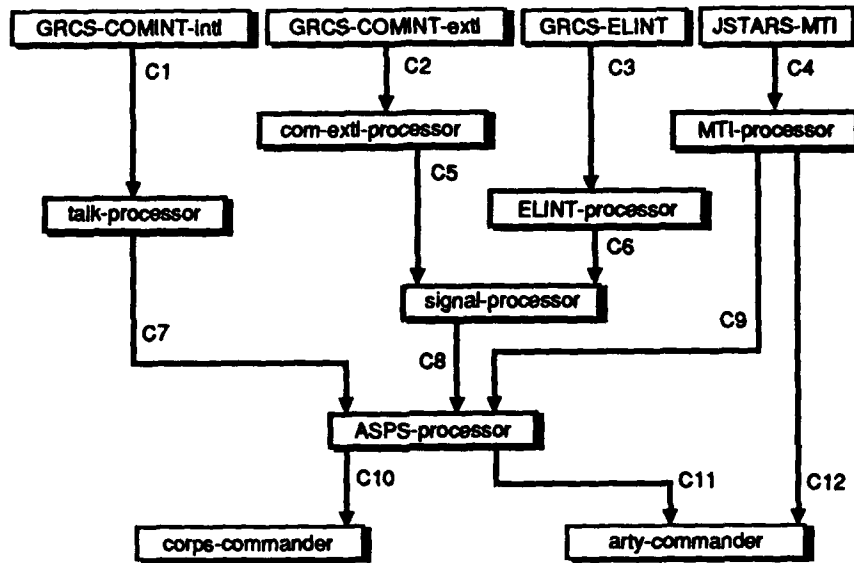 GRCS-COMINT-intl
GRCS-COMINT-extl
GRCS-ELINT
JSTARS-MTI
C1
C2
C3
C4
com-extl-processor
MTI-processor
C5
talk-processor
ELINT-processor
C6
signal-processor
C7
C8
C9
ASPS-processor
C10
C11
C12
corps-commander
arty-commander